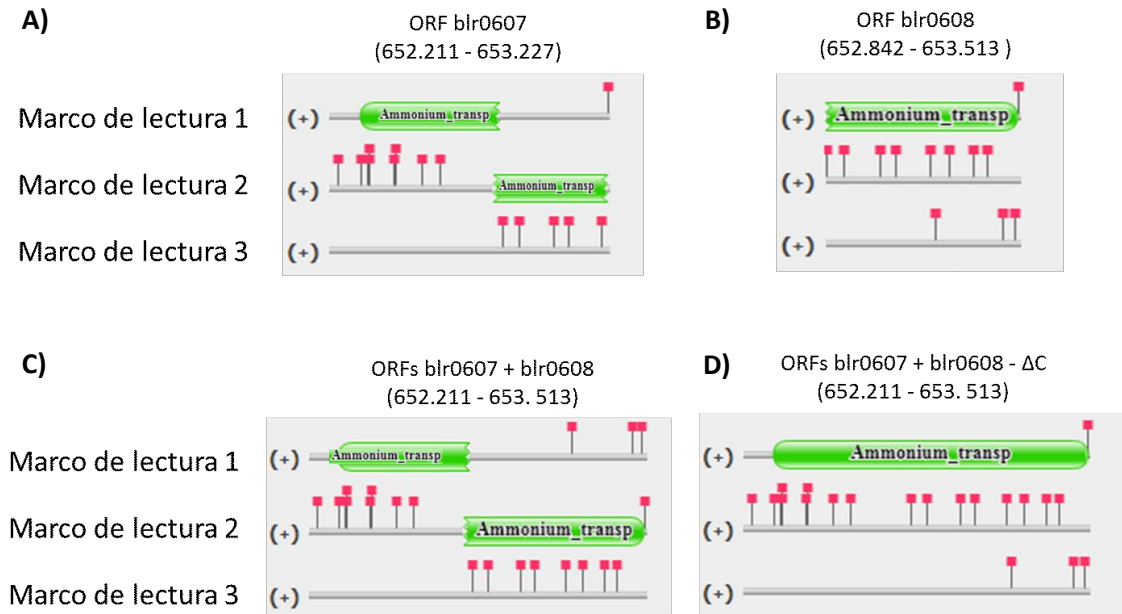 A)
ORF blr0607
(652.211 - 653.227)
Marco de lectura 1
(+)
Ammonium_transp
Marco de lectura 2
(+)
Ammonium_transp
Marco de lectura 3
(+)
B)
ORF blr0608
(652.842 - 653.513 )
(+)
Ammonium_transp
(+)
(+)
C)
ORFs blr0607 + blr0608
(652.211 - 653. 513)
Marco de lectura 1
(+)
Ammonium_transp
Marco de lectura 2
(+)
Ammonium_transp
Marco de lectura 3
(+)
D)
ORFs blr0607 + blr0608 - ΔC
(652.211 - 653.513)
(+)
Ammonium_transp
(+)
(+)